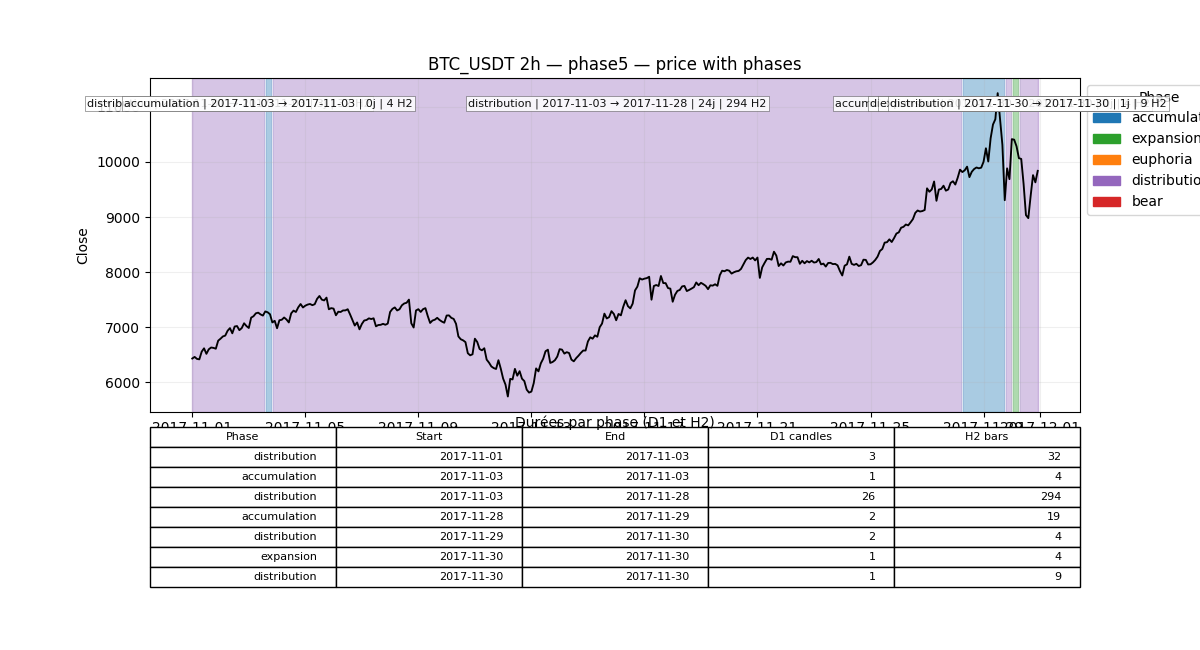 BTC_USDT 2h — phase5 — price with phases
accumulation | 2017-11-03 → 2017-11-03 | 0j | 4 H2
distribution | 2017-11-03 → 2017-11-28 | 24j | 294 H2
distribution | 2017-11-30 → 2017-11-30 | 1j | 9 H2
Phase
accumulat
expansion
euphoria
distributio
bear
Close
10000
9000
8000
7000
6000
2017-11-01 2017-11-05 2017-11-09 2017-11-21 2017-11-25
Durées par phase (D1 et H2)
Phase Start End D1 candles H2 bars
distribution 2017-11-01 2017-11-03 3 32
accumulation 2017-11-03 2017-11-03 1 4
distribution 2017-11-03 2017-11-28 26 294
accumulation 2017-11-28 2017-11-29 2 19
distribution 2017-11-29 2017-11-30 2 4
expansion 2017-11-30 2017-11-30 1 4
distribution 2017-11-30 2017-11-30 1 9